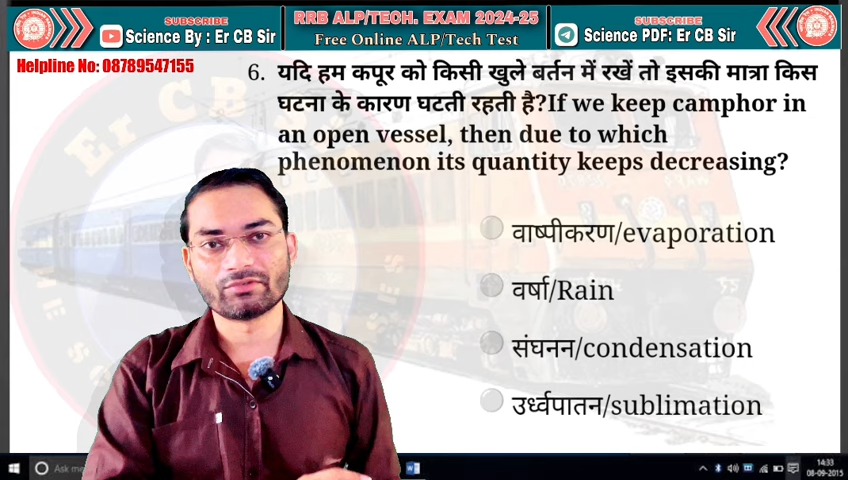 SUBSCRIBE
Science By : Er CB Sir
RRB ALP/TECH. EXAM 2024-25
Free Online ALP/Tech Test
SUBSCRIBE
Science PDF: Er CB Sir
Helpline No: 08789547155
6. यदि हम कपूर को किसी खुले बर्तन में रखें तो इसकी मात्रा किस
घटना के कारण घटती रहती है?If we keep camphor in
an open vessel, then due to which
phenomenon its quantity keeps decreasing?
वाष्पीकरण/evaporation
वर्षा/Rain
संघनन/condensation
उर्ध्वपातन/sublimation
Er CB
Ask
14:33
08-09-2015